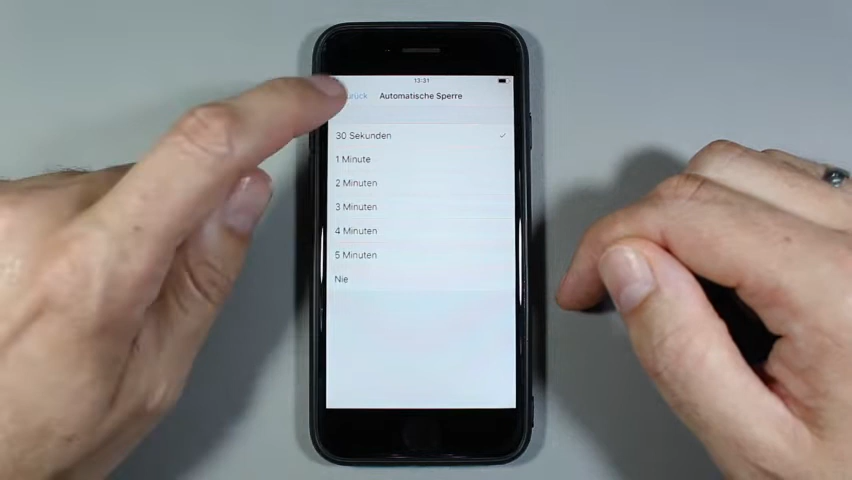 13:31
Automatische Sperre
30 Sekunden
1 Minute
2 Minuten
3 Minuten
4 Minuten
5 Minuten
Nie